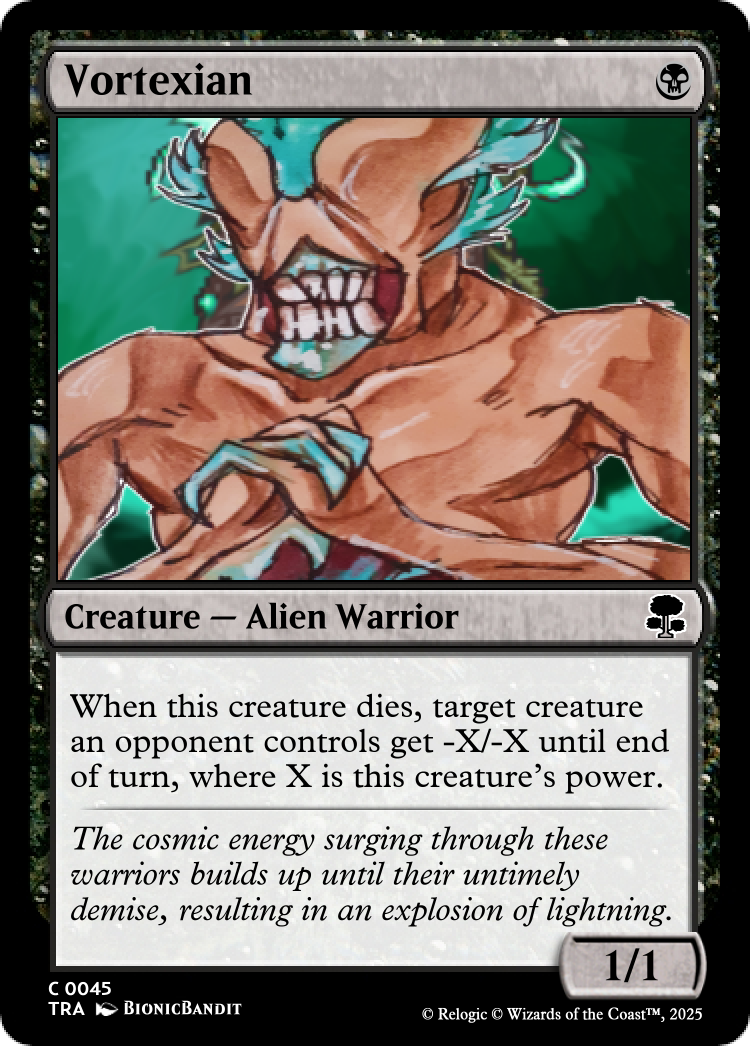 Vortexian
Creature — Alien Warrior
When this creature dies, target creature
an opponent controls get -X/-X until end
of turn, where X is this creature's power.
The cosmic energy surging through these
warriors builds up until their untimely
demise, resulting in an explosion of lightning.
1/1
C 0045
TRA BionicBandit
© Relogic © Wizards of the Coast™, 2025